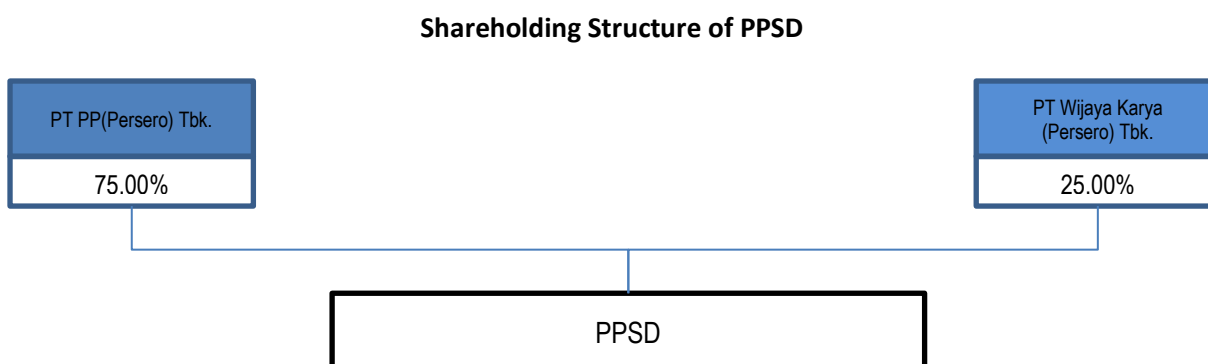 Shareholding Structure of PPSD
PT PP(Persero) Tbk.
75.00%
PT Wijaya Karya
(Persero) Tbk.
25.00%
PPSD